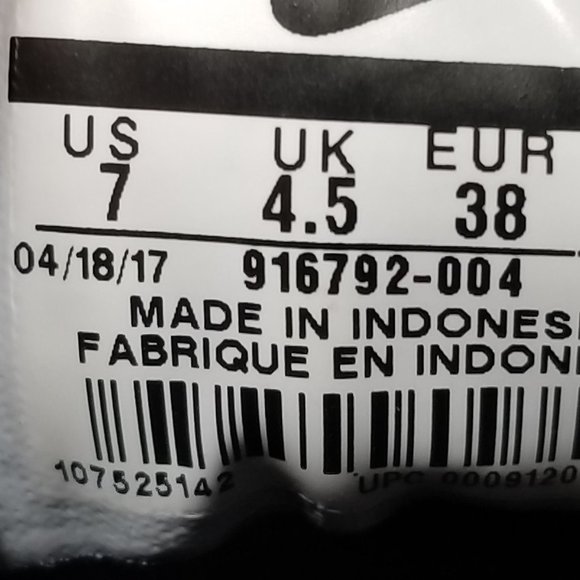 US UK EUR
7 4.5 38
04/18/17 916792-004
MADE IN INDONES
FABRIQUE EN INDON
107525142 UPC 0009120